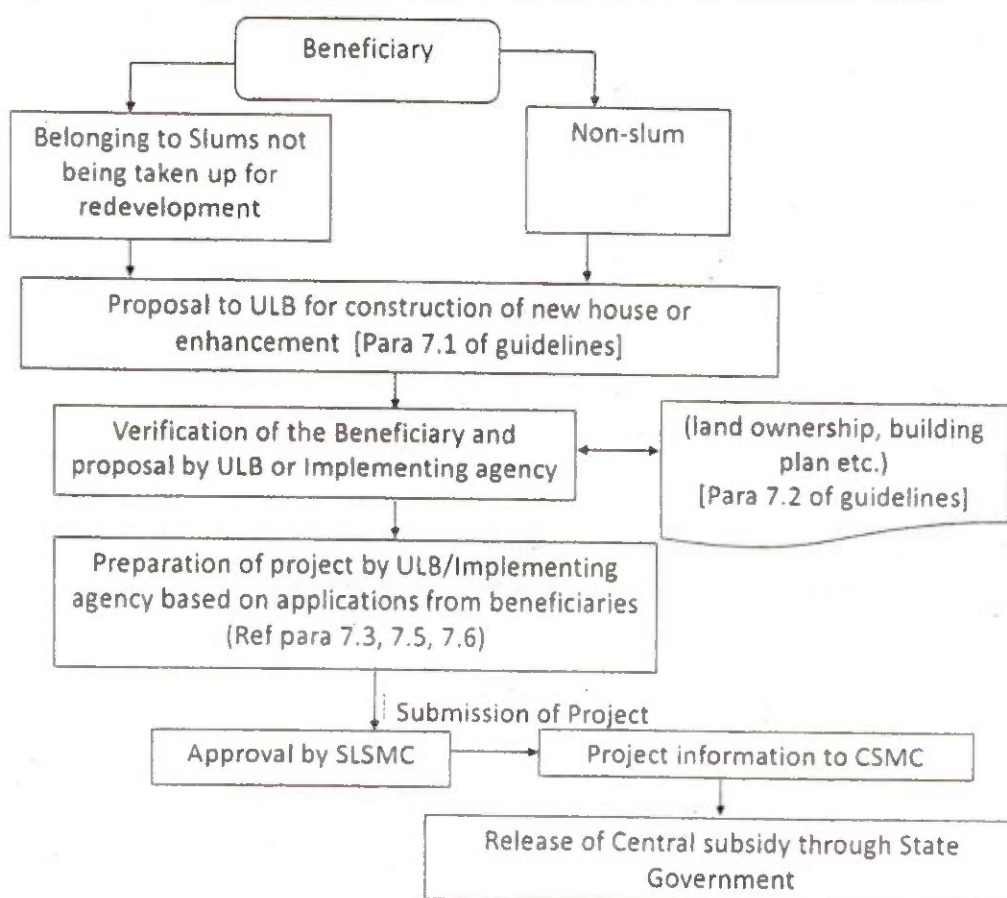 Beneficiary
Belonging to Slums not
being taken up for
redevelopment
Non-slum
Proposal to ULB for construction of new house or
enhancement [Para 7.1 of guidelines]
Verification of the Beneficiary and
proposal by ULB or Implementing agency
(land ownership, building
plan etc.)
[Para 7.2 of guidelines]
Preparation of project by ULB/Implementing
agency based on applications from beneficiaries
(Ref para 7.3, 7.5, 7.6)
Submission of Project
Approval by SLSMC
Project information to CSMC
Release of Central subsidy through State
Government